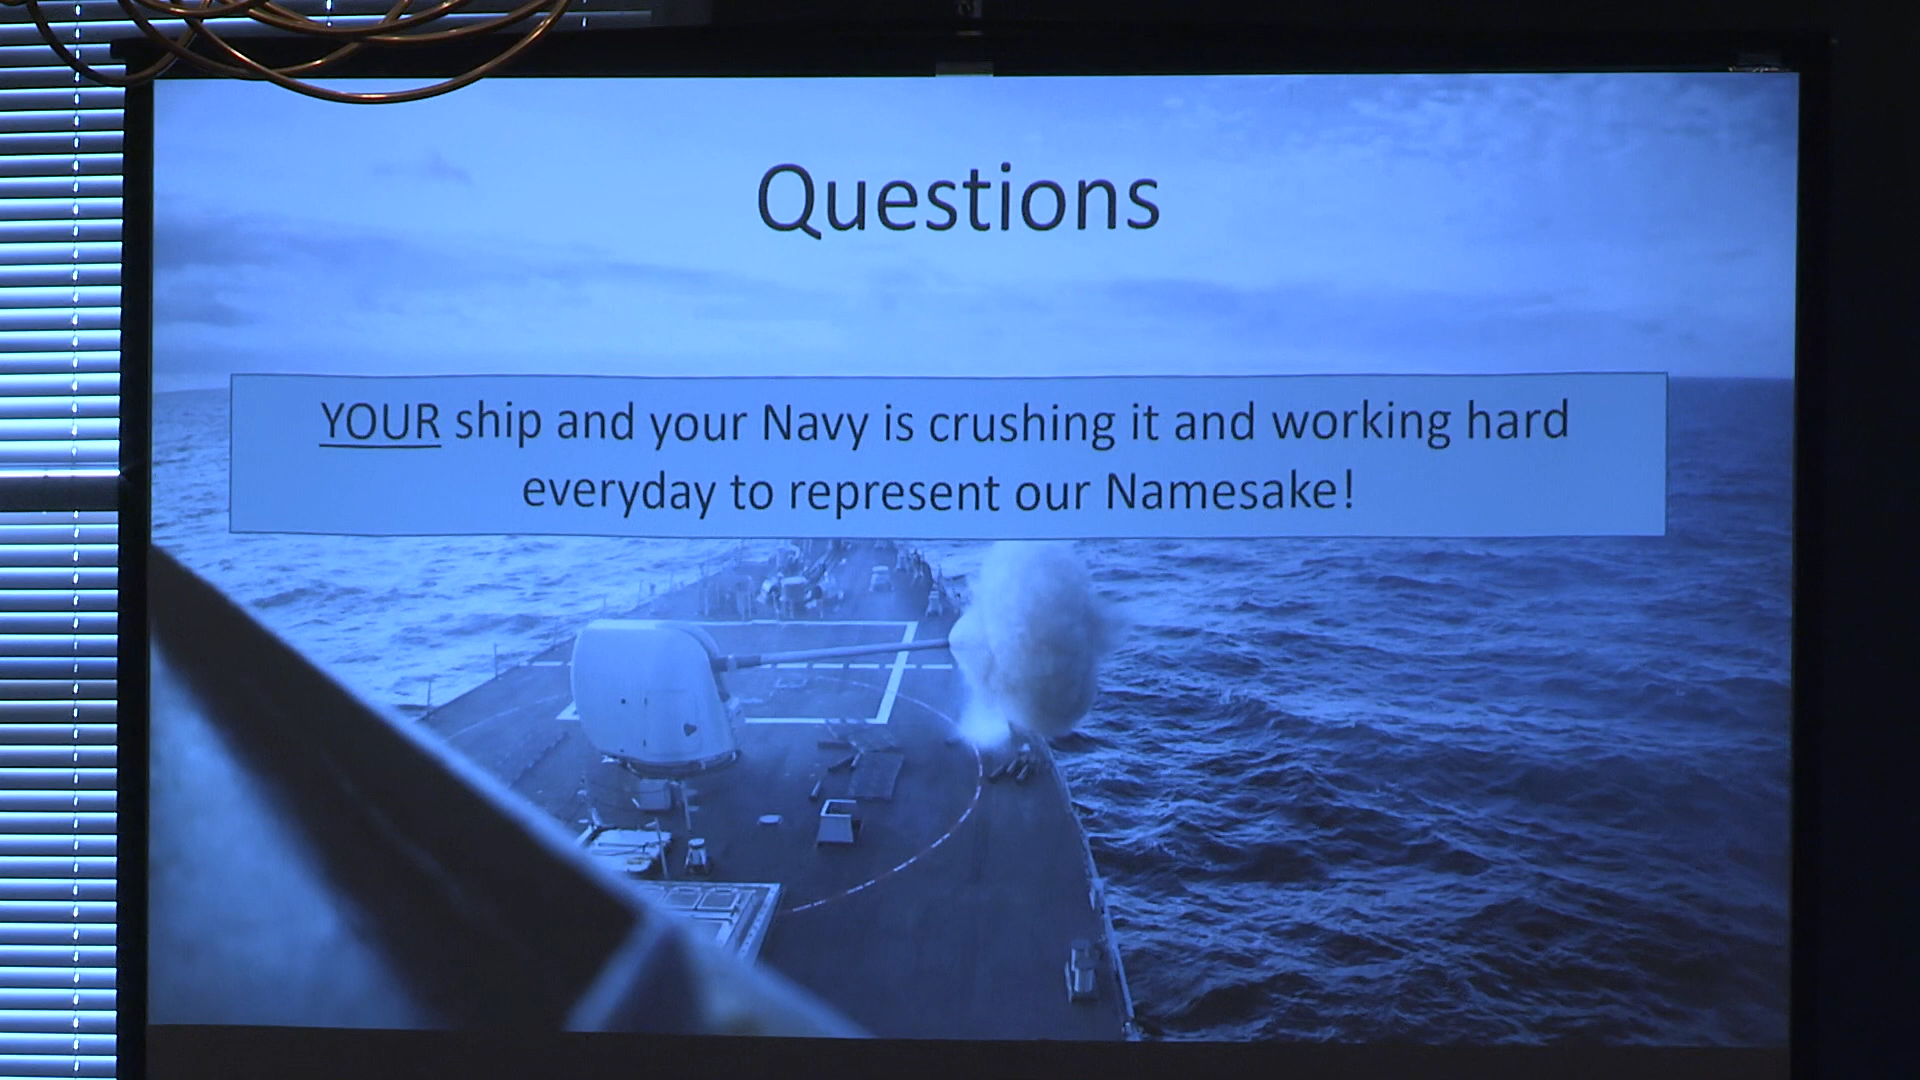 Questions
YOUR ship and your Navy is crushing it and working hard
everyday to represent our Namesake!